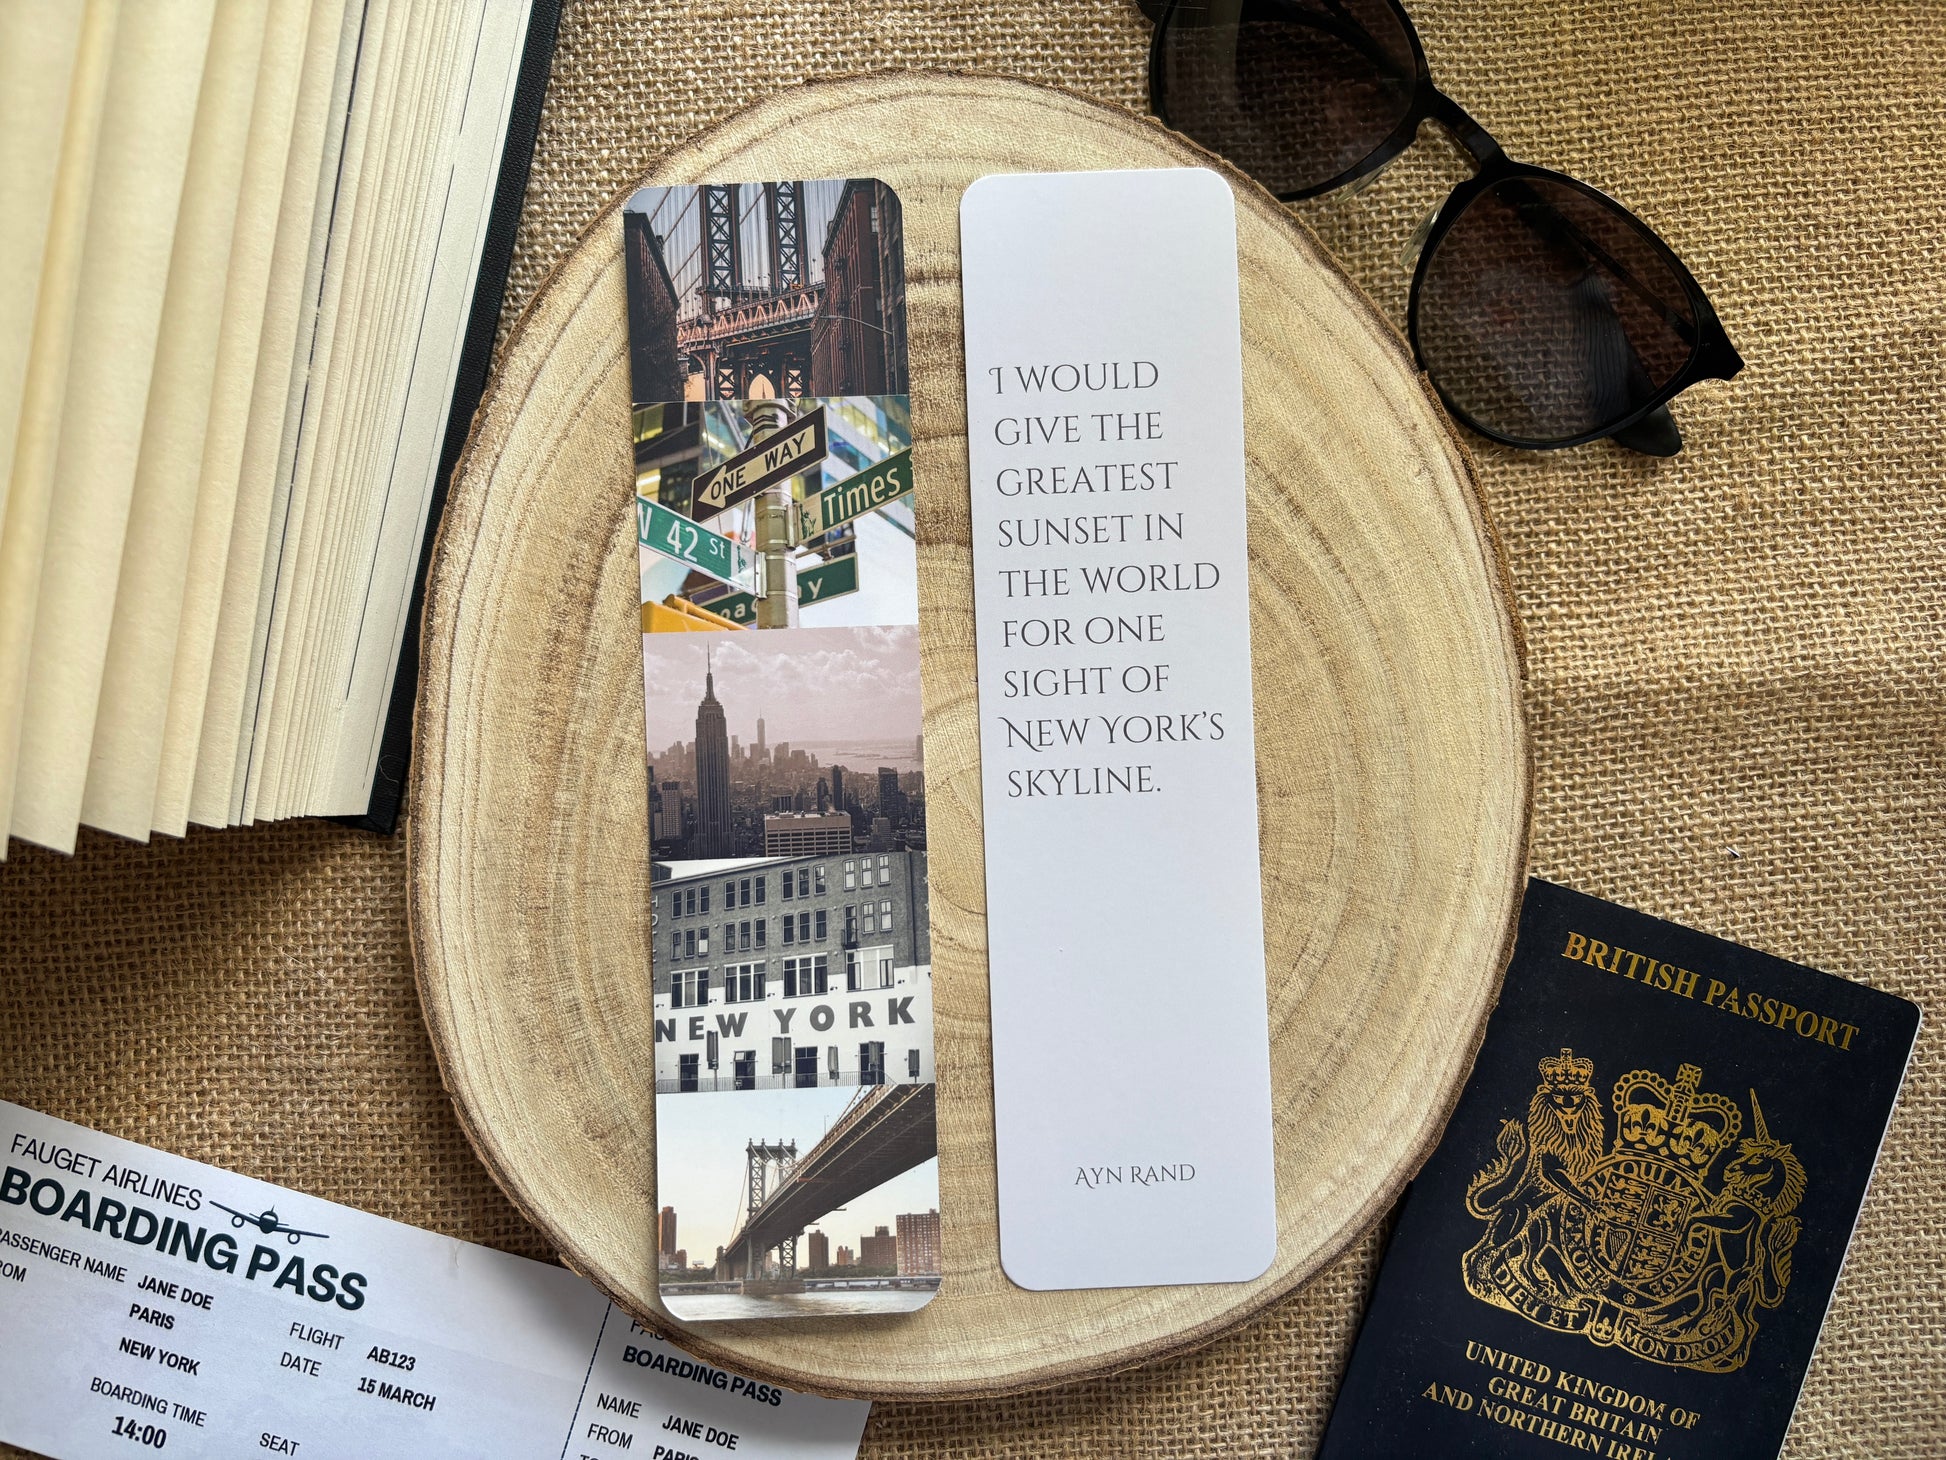 ONE WAY
Times
W 42 St
NEW YORK
I WOULD
GIVE THE
GREATEST
SUNSET IN
THE WORLD
FOR ONE
SIGHT OF
NEW YORK'S
SKYLINE.
AYN RAND
BRITISH PASSPORT
DIEU ET MON DROIT
UNITED KINGDOM OF
GREAT BRITAIN
AND NORTHERN IREL
FAUGET AIRLINES
BOARDING PASS
PASSENGER NAME JANE DOE
PARIS
NEW YORK
FLIGHT AB123
DATE 15 MARCH
BOARDING TIME
14:00
SEAT
BOARDING PASS
NAME JANE DOE
FROM PARIS